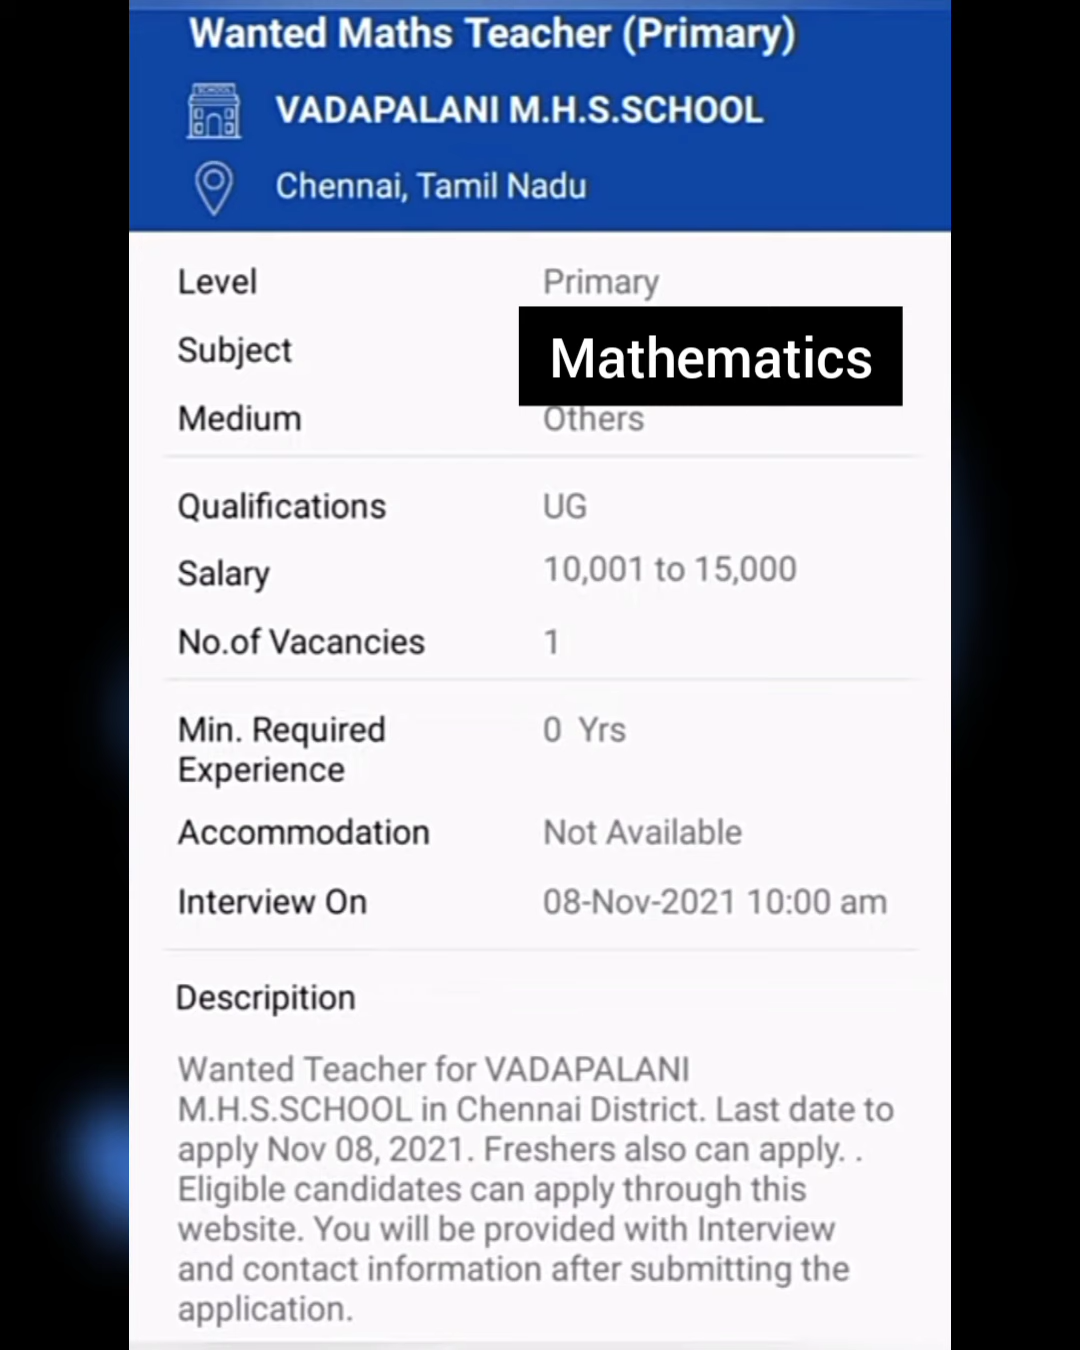 Wanted Maths Teacher (Primary)
SCHOOL
VADAPALANI M.H.S.SCHOOL
Chennai, Tamil Nadu
Level Primary
Subject Mathematics
Medium Others
Qualifications UG
Salary 10,001 to 15,000
No.of Vacancies 1
Min. Required 0 Yrs
Experience
Accommodation Not Available
Interview On 08-Nov-2021 10:00 am
Descripition
Wanted Teacher for VADAPALANI
M.H.S.SCHOOL in Chennai District. Last date to
apply Nov 08, 2021. Freshers also can apply. .
Eligible candidates can apply through this
website. You will be provided with Interview
and contact information after submitting the
application.